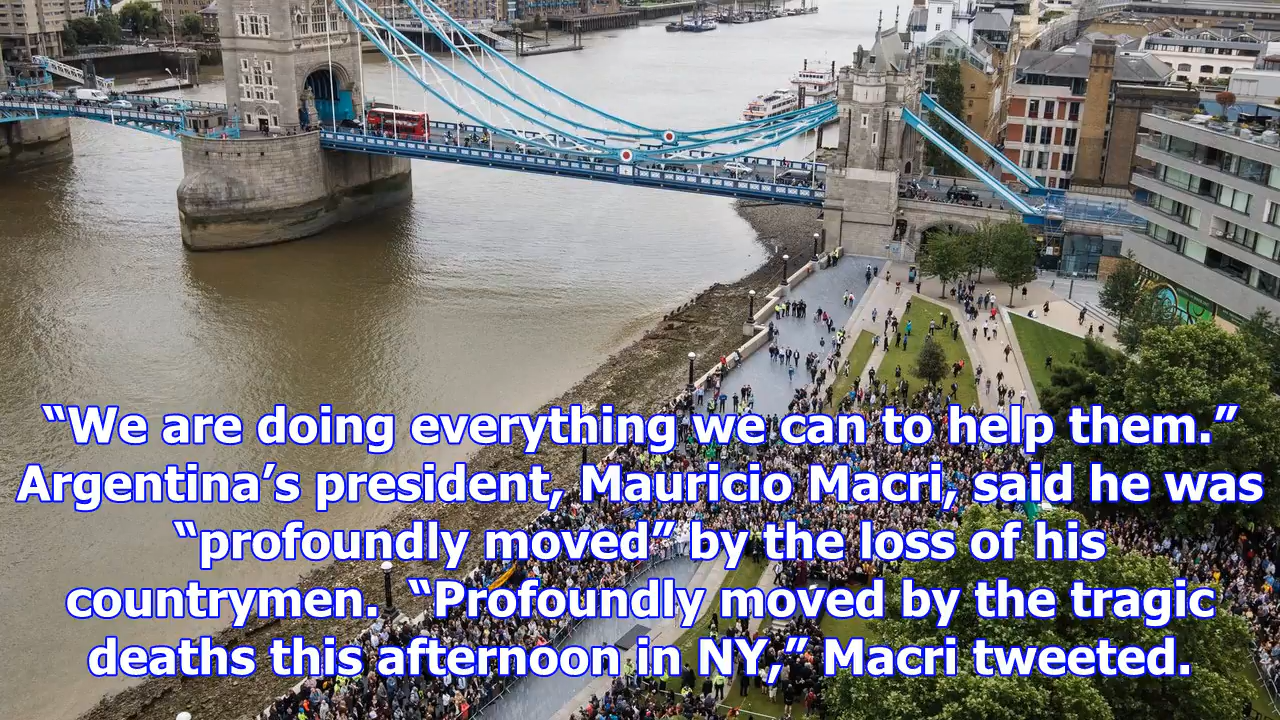 “We are doing everything we can to help them.”
Argentina’s president, Mauricio Macri, said he was
“profoundly moved” by the loss of his
countrymen.  “Profoundly moved by the tragic
deaths this afternoon in NY,” Macri tweeted.